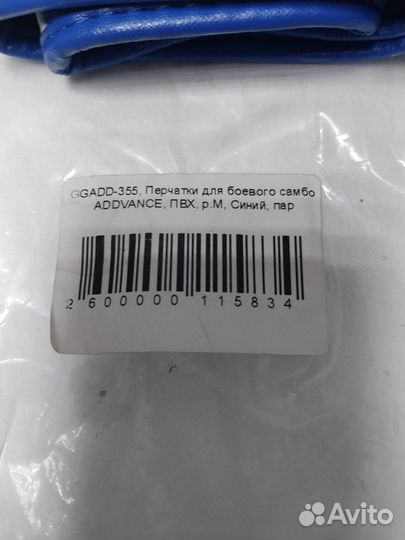 GGADD-355, Перчатки для боевого самбо
ADDVANCE, ПВХ, р.М, Синий, пар
2 600000 115834
Avito